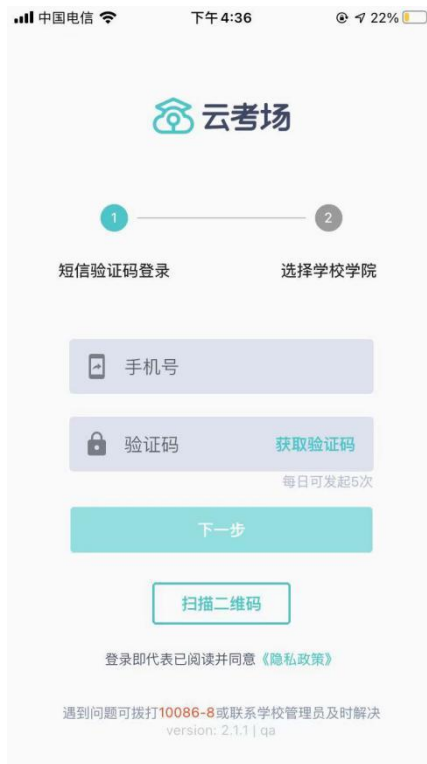 中国电信 下午4:36 22%
云考场
1 2
短信验证码登录 选择学校学院
手机号
验证码 获取验证码
每日可发起5次
下一步
扫描二维码
登录即代表已阅读并同意《隐私政策》
遇到问题可拨打10086-8或联系学校管理员及时解决
version: 2.1.1 | qa